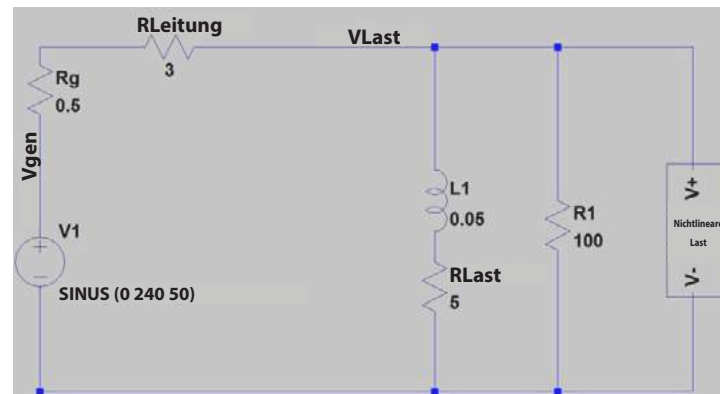 RLeitung
3
VLast
Rg
0.5
Vgen
V1
SINUS (0 240 50)
L1
0.05
RLast
5
R1
100
V+
Nichtlineare
Last
V-